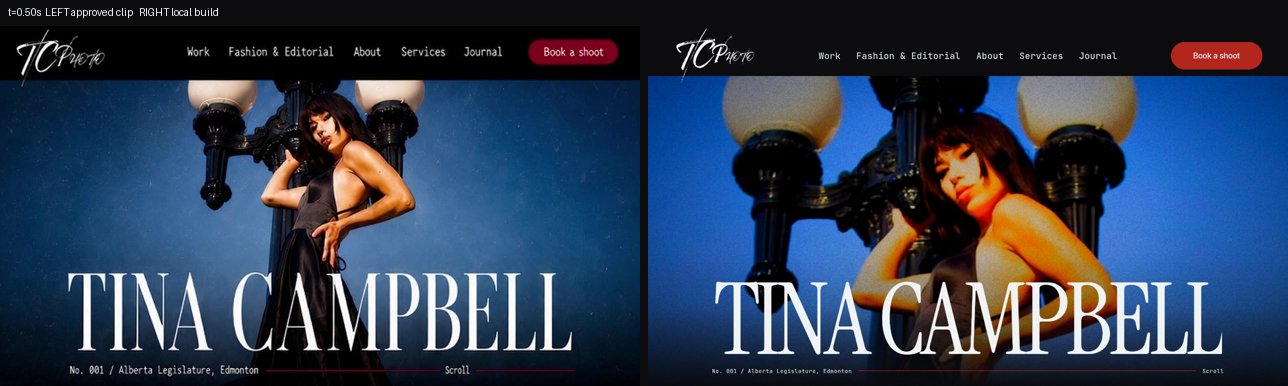 t=0.50s LEFT approved clip RIGHT local build
TCPHOTO
Work Fashion & Editorial About Services Journal Book a shoot
TINA CAMPBELL
No. 001 / Alberta Legislature, Edmonton Scroll
TCPHOTO
Work Fashion & Editorial About Services Journal Book a shoot
TINA CAMPBELL
No. 001 / Alberta Legislature, Edmonton Scroll